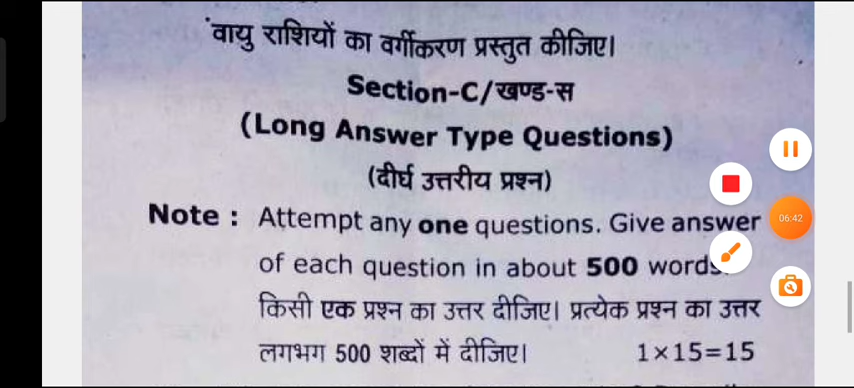 वायु राशियों का वर्गीकरण प्रस्तुत कीजिए।
Section-C/खण्ड-स
(Long Answer Type Questions)
(दीर्घ उत्तरीय प्रश्न)
Note : Attempt any one questions. Give answer
of each question in about 500 words.
किसी एक प्रश्न का उत्तर दीजिए। प्रत्येक प्रश्न का उत्तर
लगभग 500 शब्दों में दीजिए। 1×15=15
06:42